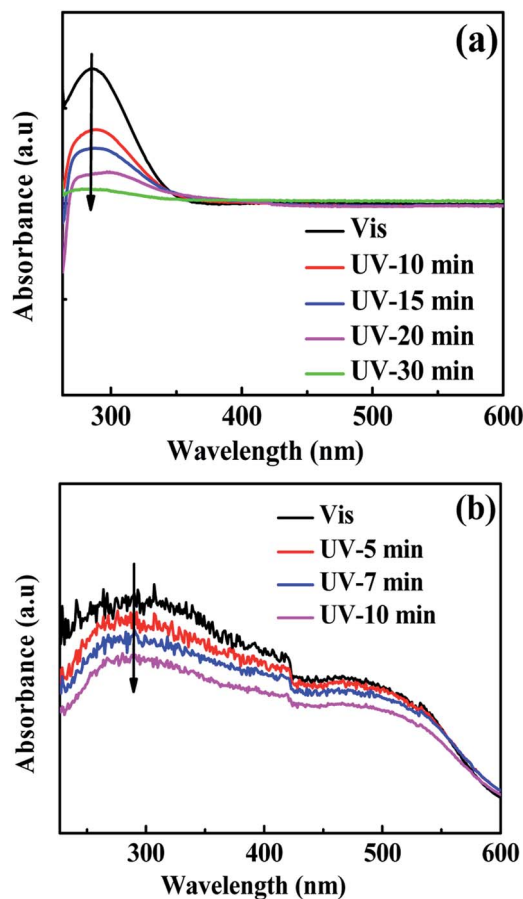 (a)
Absorbance (a.u)
Vis
UV-10 min
UV-15 min
UV-20 min
UV-30 min
300 400 500 600
Wavelength (nm)
(b)
Absorbance (a.u)
Vis
UV-5 min
UV-7 min
UV-10 min
300 400 500 600
Wavelength (nm)